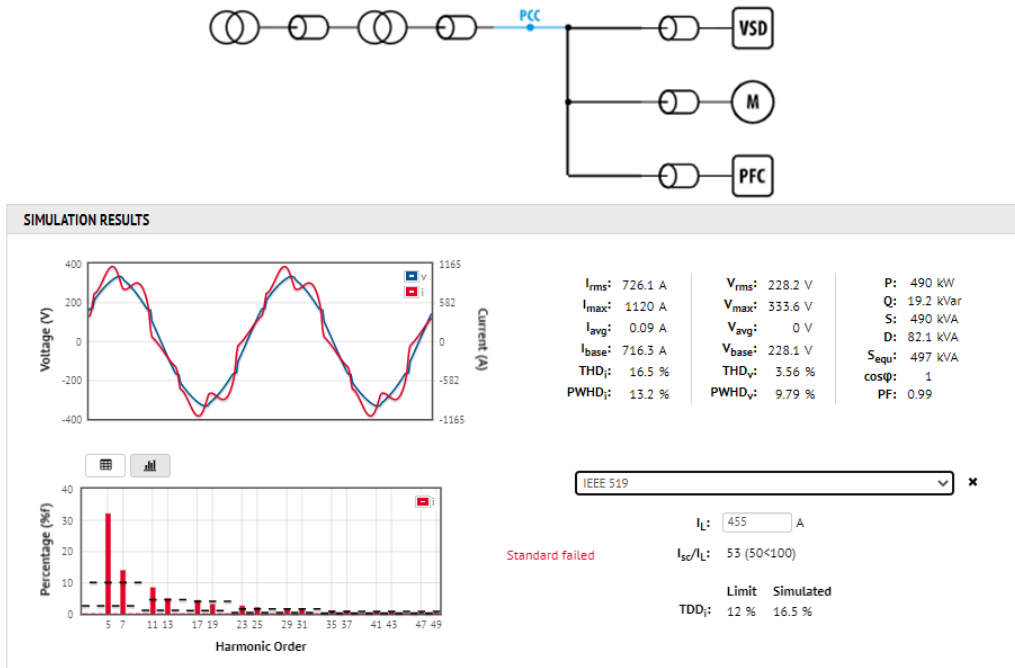 PCC
VSD
M
PFC
SIMULATION RESULTS
400
200
0
-200
-400
Voltage (V)
1165
582
0
-582
-1165
Current (A)
v
i
Irms: 726.1 A
Imax: 1120 A
Iavg: 0.09 A
Ibase: 716.3 A
THDi: 16.5 %
PWHDi: 13.2 %
Vrms: 228.2 V
Vmax: 333.6 V
Vavg: 0 V
Vbase: 228.1 V
THDv: 3.56 %
PWHDv: 9.79 %
P: 490 kW
Q: 19.2 kVar
S: 490 kVA
D: 82.1 kVA
Sequ: 497 kVA
cosφ: 1
PF: 0.99
40
30
20
10
0
Percentage (%f)
i
5 7 11 13 17 19 23 25 29 31 35 37 41 43 47 49
Harmonic Order
IEEE 519
IL: 455 A
Standard failed
Isc/IL: 53 (50<100)
Limit Simulated
TDDi: 12 % 16.5 %